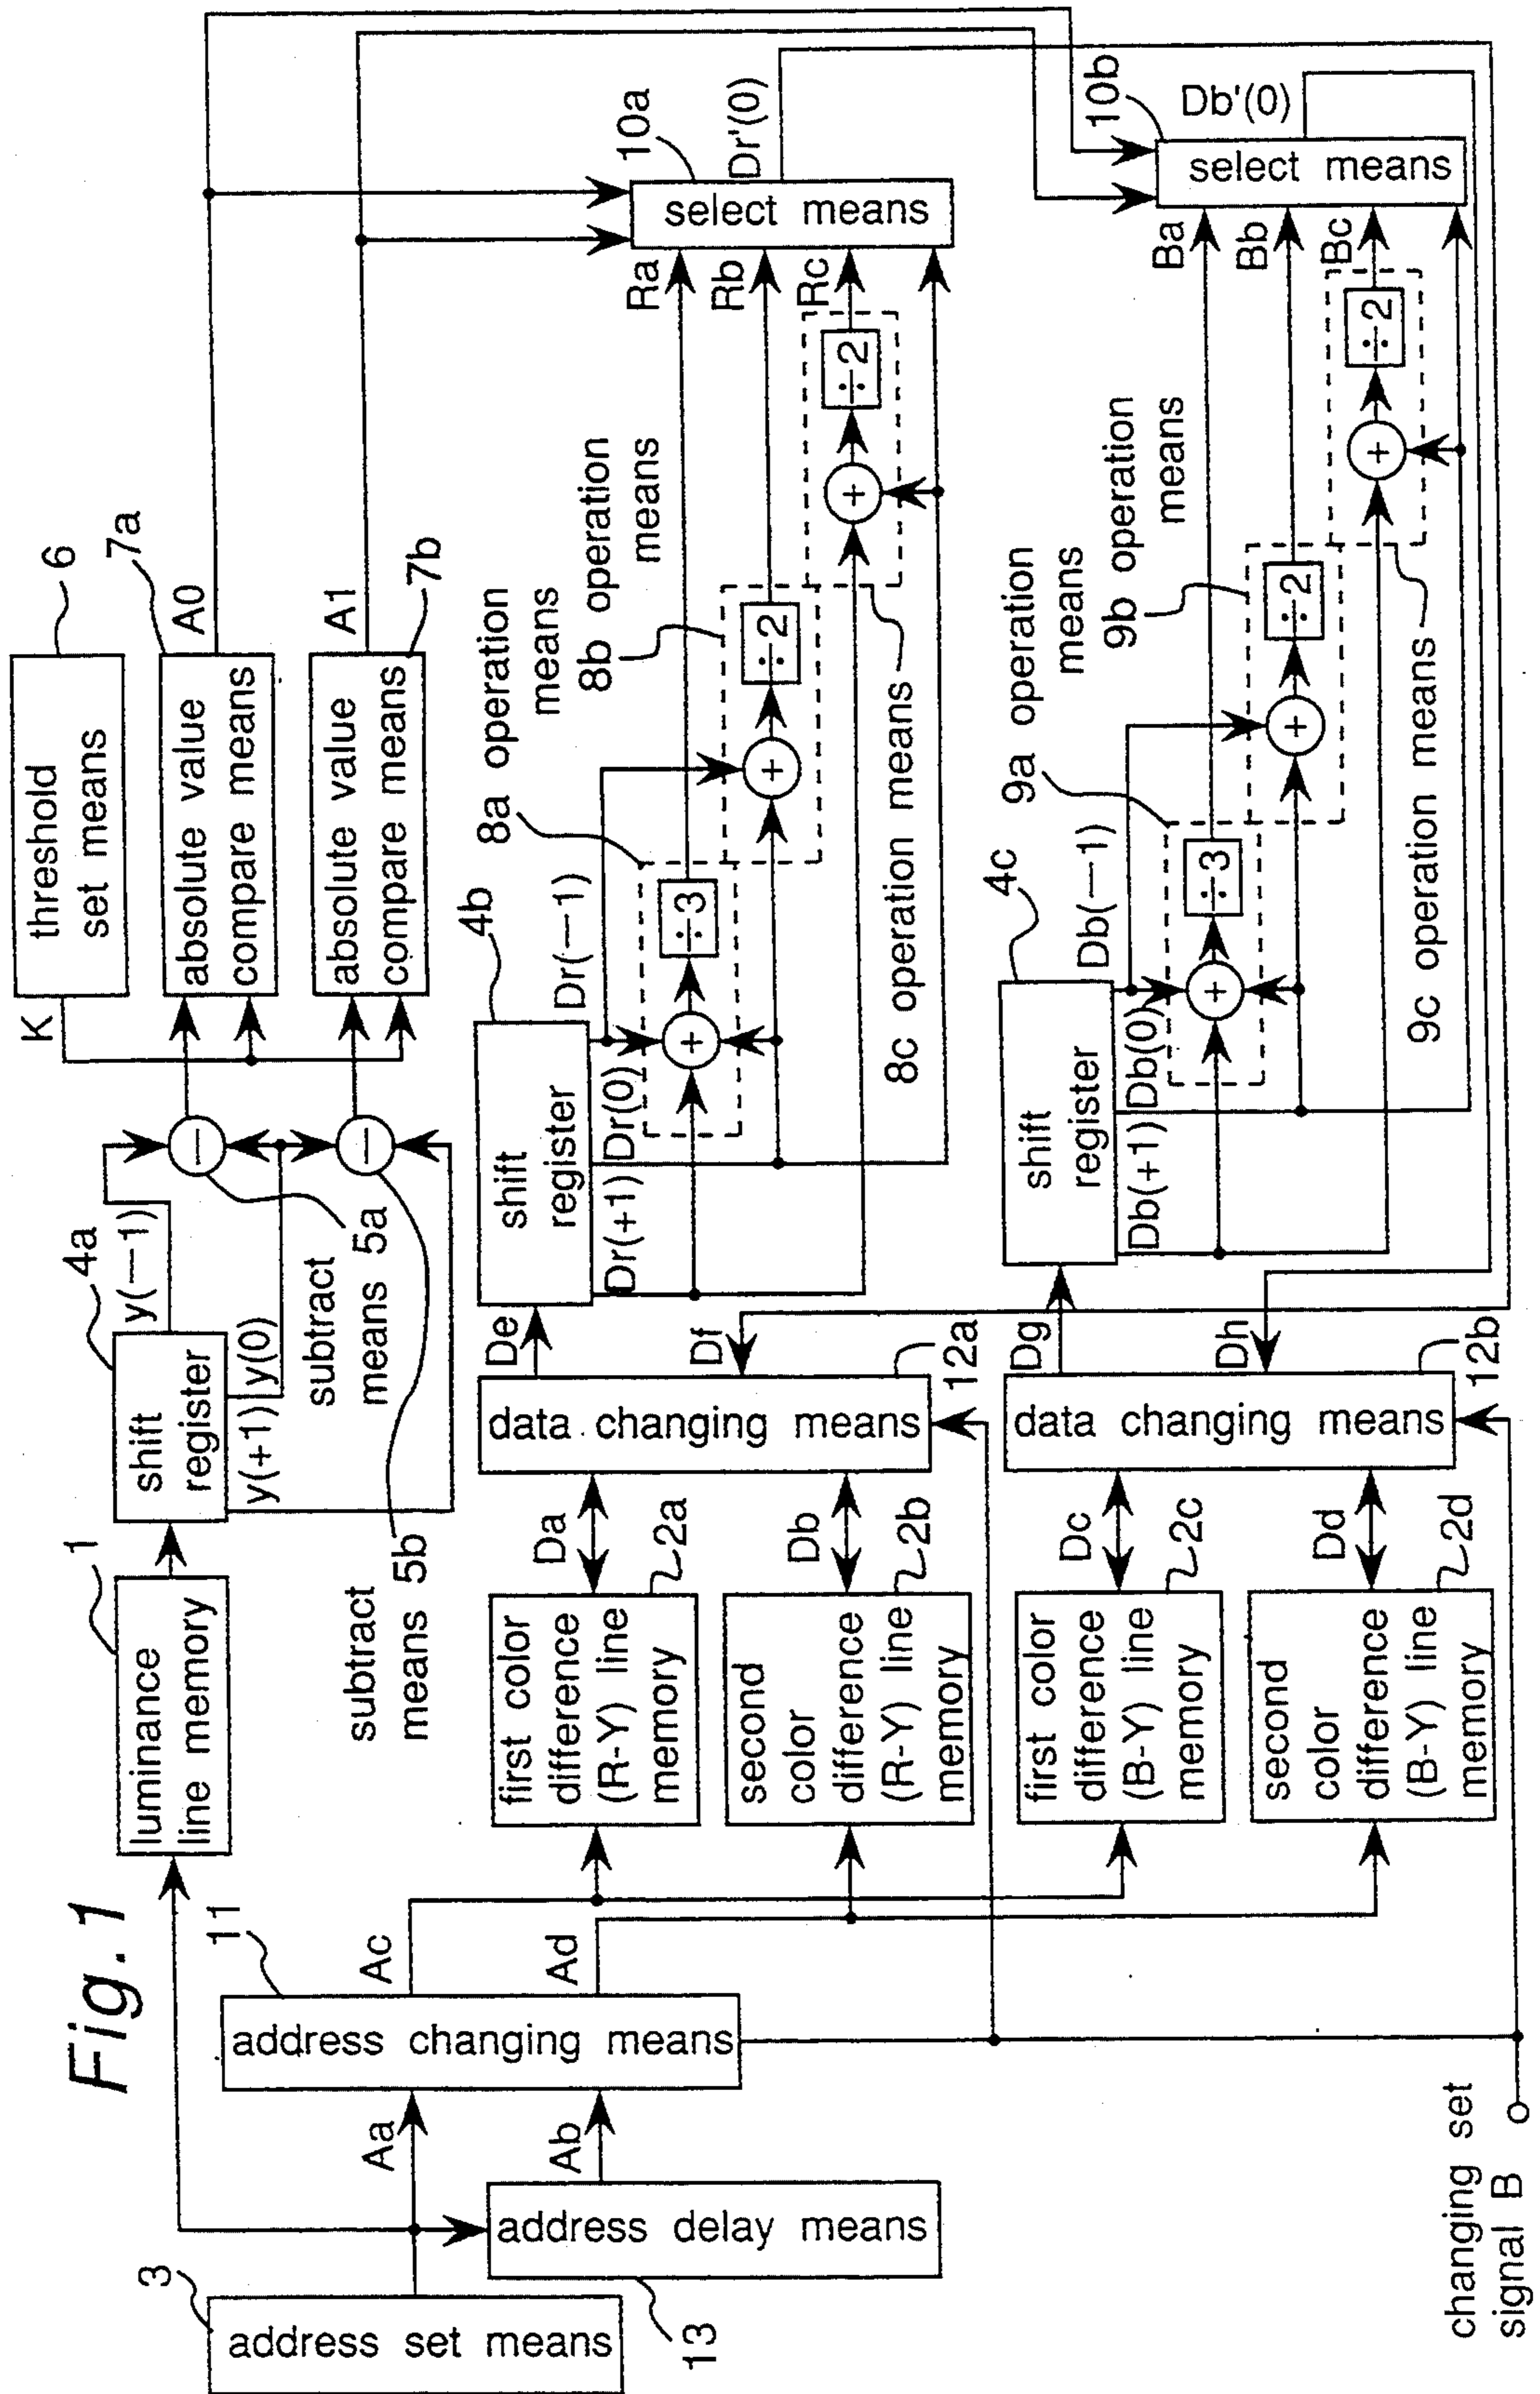 Fig. 1
3
address set means
13
address delay means
Aa
Ab
11
address changing means
Ac
Ad
changing set
signal B
1
luminance
line memory
first color
difference
(R-Y) line
memory
2a
second
color
difference
(R-Y) line
memory
2b
first color
difference
(B-Y) line
memory
2c
second
color
difference
(B-Y) line
memory
2d
Da
Db
Dc
Dd
data changing means
12a
data changing means
12b
De
Df
Dg
Dh
4a
shift
register
y(−1)
y(0)
y(+1)
subtract
means 5a
subtract
means 5b
−
−
K
6
threshold
set means
7a
absolute value
compare means
A0
7b
absolute value
compare means
A1
4b
shift
register
Dr(−1)
Dr(0)
Dr(+1)
8a operation
means
+
÷3
8b operation
means
+
÷2
8c operation means
+
÷2
Ra
Rb
Rc
10a
select means
Dr'(0)
4c
shift
register
Db(−1)
Db(0)
Db(+1)
9a operation
means
+
÷3
9b operation
means
+
÷2
9c operation means
+
÷2
Ba
Bb
Bc
10b
select means
Db'(0)